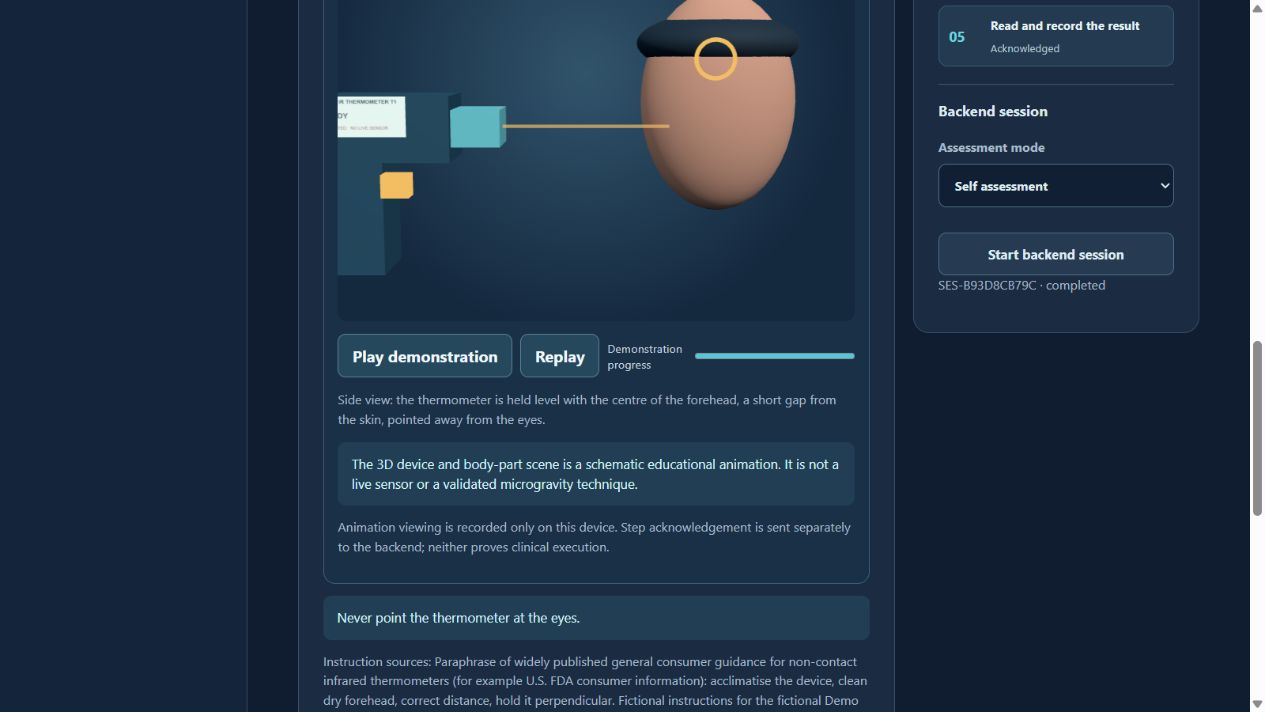 IR THERMOMETER T1
DY
NO LIVE SENSOR
Play demonstration
Replay
Demonstration
progress
Side view: the thermometer is held level with the centre of the forehead, a short gap from
the skin, pointed away from the eyes.
The 3D device and body-part scene is a schematic educational animation. It is not a
live sensor or a validated microgravity technique.
Animation viewing is recorded only on this device. Step acknowledgement is sent separately
to the backend; neither proves clinical execution.
Never point the thermometer at the eyes.
Instruction sources: Paraphrase of widely published general consumer guidance for non-contact
infrared thermometers (for example U.S. FDA consumer information): acclimatise the device, clean
dry forehead, correct distance, hold it perpendicular. Fictional instructions for the fictional Demo
05
Read and record the result
Acknowledged
Backend session
Assessment mode
Self assessment
Start backend session
SES-B93D8CB79C · completed